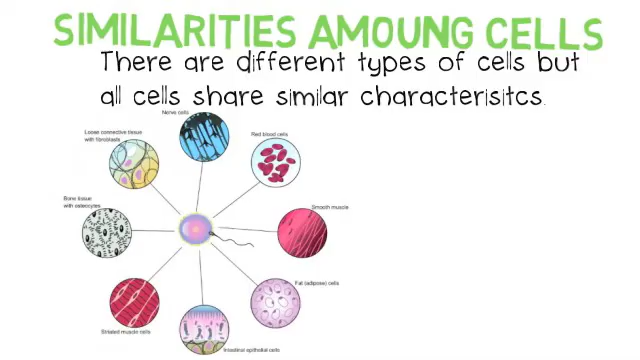 SIMILARITIES AMOUNG CELLS
There are different types of cells but
all cells share similar characterisitcs.
Nerve cells
Loose connective tissue
with fibroblasts
Red blood cells
Bone tissue
with osteocytes
Smooth muscle
Fat (adipose) cells
Striated muscle cells
Intestinal epithelial cells